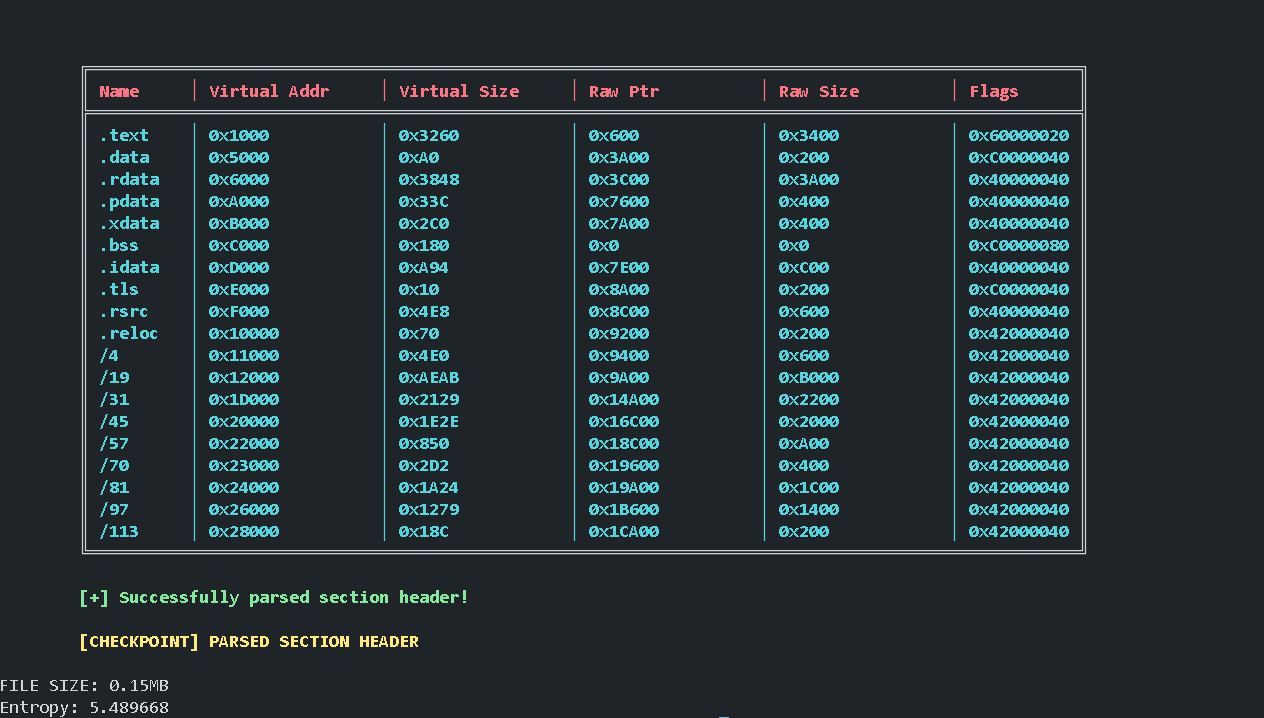 Name | Virtual Addr | Virtual Size | Raw Ptr | Raw Size | Flags
.text | 0x1000 | 0x3260 | 0x600 | 0x3400 | 0x60000020
.data | 0x5000 | 0xA0 | 0x3A00 | 0x200 | 0xC0000040
.rdata | 0x6000 | 0x3848 | 0x3C00 | 0x3A00 | 0x40000040
.pdata | 0xA000 | 0x33C | 0x7600 | 0x400 | 0x40000040
.xdata | 0xB000 | 0x2C0 | 0x7A00 | 0x400 | 0x40000040
.bss | 0xC000 | 0x180 | 0x0 | 0x0 | 0xC0000080
.idata | 0xD000 | 0xA94 | 0x7E00 | 0xC00 | 0x40000040
.tls | 0xE000 | 0x10 | 0x8A00 | 0x200 | 0xC0000040
.rsrc | 0xF000 | 0x4E8 | 0x8C00 | 0x600 | 0x40000040
.reloc | 0x10000 | 0x70 | 0x9200 | 0x200 | 0x42000040
/4 | 0x11000 | 0x4E0 | 0x9400 | 0x600 | 0x42000040
/19 | 0x12000 | 0xAEAB | 0x9A00 | 0xB000 | 0x42000040
/31 | 0x1D000 | 0x2129 | 0x14A00 | 0x2200 | 0x42000040
/45 | 0x20000 | 0x1E2E | 0x16C00 | 0x2000 | 0x42000040
/57 | 0x22000 | 0x850 | 0x18C00 | 0xA00 | 0x42000040
/70 | 0x23000 | 0x2D2 | 0x19600 | 0x400 | 0x42000040
/81 | 0x24000 | 0x1A24 | 0x19A00 | 0x1C00 | 0x42000040
/97 | 0x26000 | 0x1279 | 0x1B600 | 0x1400 | 0x42000040
/113 | 0x28000 | 0x18C | 0x1CA00 | 0x200 | 0x42000040
[+] Successfully parsed section header!
[CHECKPOINT] PARSED SECTION HEADER
FILE SIZE: 0.15MB
Entropy: 5.489668